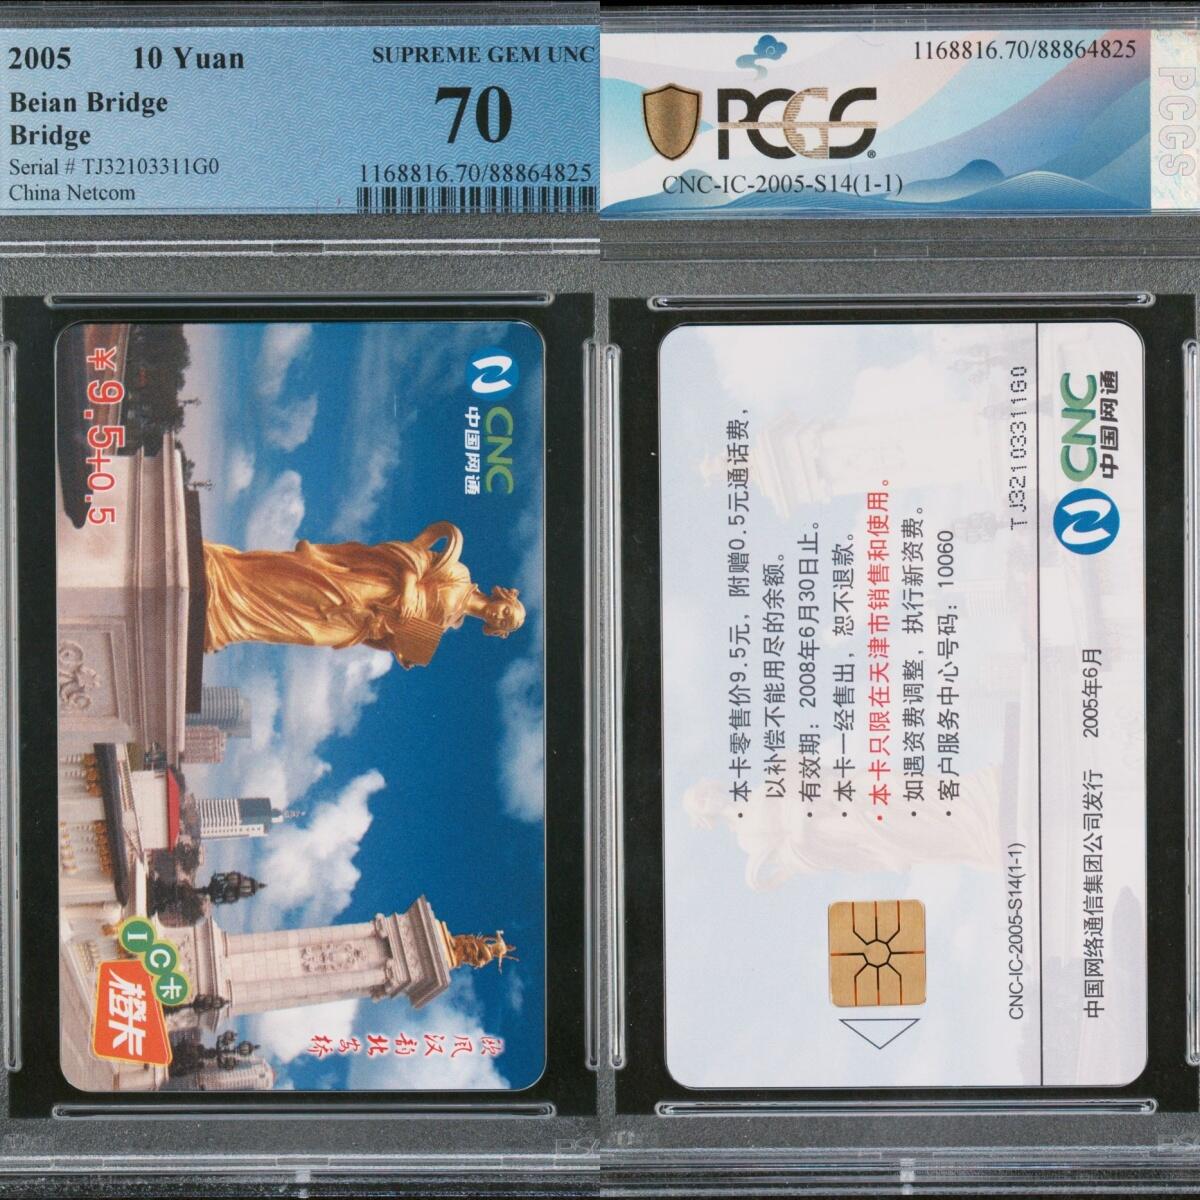 2005 10 Yuan
SUPREME GEM UNC
Beian Bridge
Bridge
70
Serial # TJ32103311G0
China Netcom
1168816.70/88864825
1168816.70/88864825
PCGS
CNC-IC-2005-S14(1-1)
PCGS
CNC
中国网通
¥9.5+0.5
IC卡
橙卡
欧风汉韵北安桥
· 本卡零售价9.5元，附赠0.5元通话费，
以补偿不能用尽的余额。
· 有效期：2008年6月30日止。
· 本卡一经售出，恕不退款。
· 本卡只限在天津市销售和使用。
· 如遇资费调整，执行新资费。
· 客户服务中心号码：10060
CNC-IC-2005-S14(1-1)
TJ32103311G0
中国网络通信集团公司发行 2005年6月
CNC
中国网通